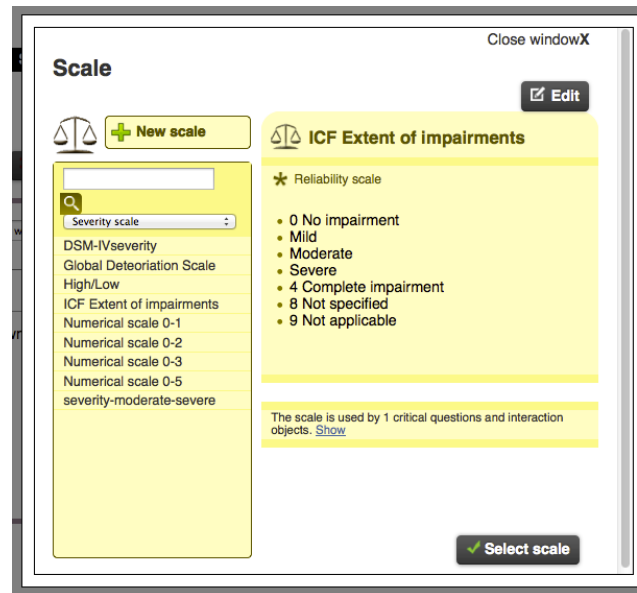 Close windowX
Scale
Edit
New scale
ICF Extent of impairments
Reliability scale
Severity scale
DSM-IVseverity
Global Deteoriation Scale
High/Low
ICF Extent of impairments
Numerical scale 0-1
Numerical scale 0-2
Numerical scale 0-3
Numerical scale 0-5
severity-moderate-severe
0 No impairment
Mild
Moderate
Severe
4 Complete impairment
8 Not specified
9 Not applicable
The scale is used by 1 critical questions and interaction
objects. Show
Select scale